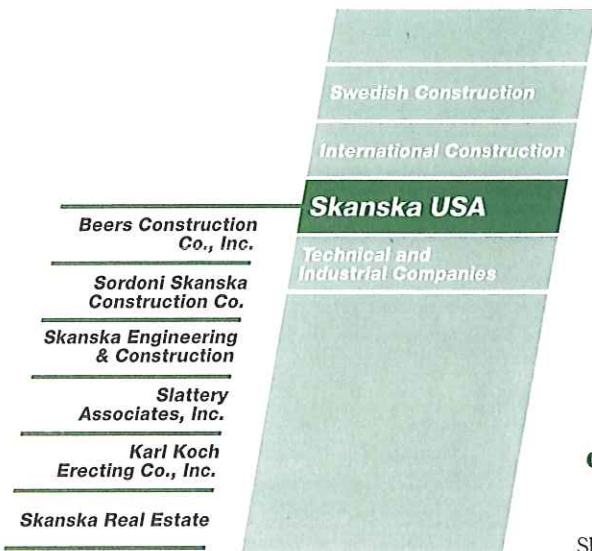 Swedish Construction
International Construction
Skanska USA
Technical and
Industrial Companies
Beers Construction
Co., Inc.
Sordoni Skanska
Construction Co.
Skanska Engineering
& Construction
Slattery
Associates, Inc.
Karl Koch
Erecting Co., Inc.
Skanska Real Estate